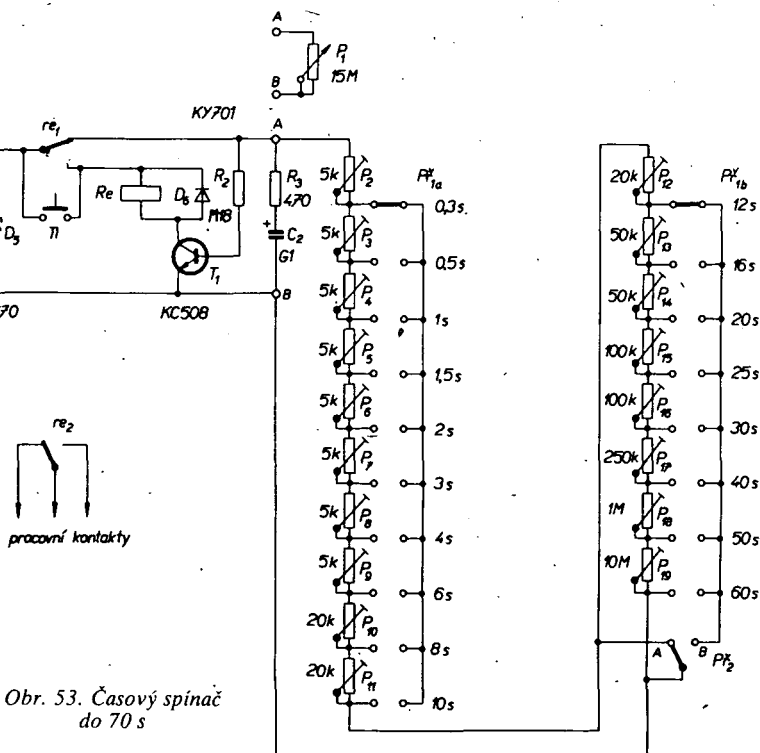 A
P1
15M
B
KY701
A
re1
Re
D6
R2
M18
R3
470
+
C2
G1
D5
Tl
T1
B
KC508
70
re2
pracovní kontakty
5k P2 Př1a
0,3s
5k P3
0,5s
5k P4
1s
5k P5
1,5s
5k P6
2s
5k P7
3s
5k P8
4s
5k P9
6s
20k P10
8s
20k P11
10s
20k P12 Př1b
12s
50k P13
16s
50k P14
20s
100k P15
25s
100k P16
30s
250k P17
40s
1M P18
50s
10M P19
60s
A B
Př2
Obr. 53. Časový spínač
do 70 s